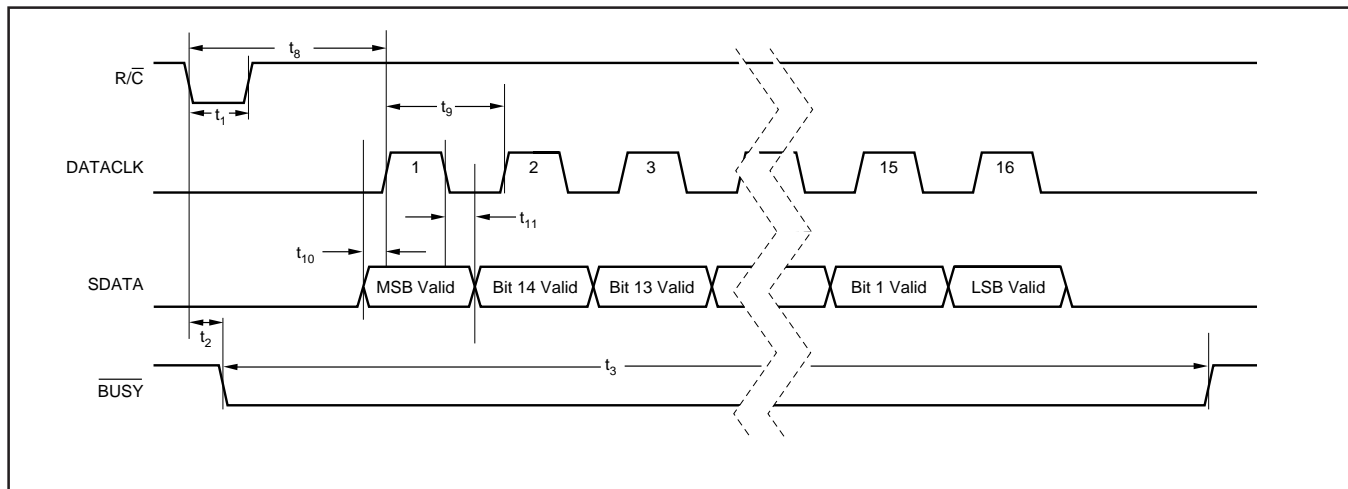 t8
R/C̅
t1
t9
DATACLK
1
2
3
15
16
t11
t10
SDATA
MSB Valid
Bit 14 Valid
Bit 13 Valid
Bit 1 Valid
LSB Valid
t2
t3
B̅U̅S̅Y̅